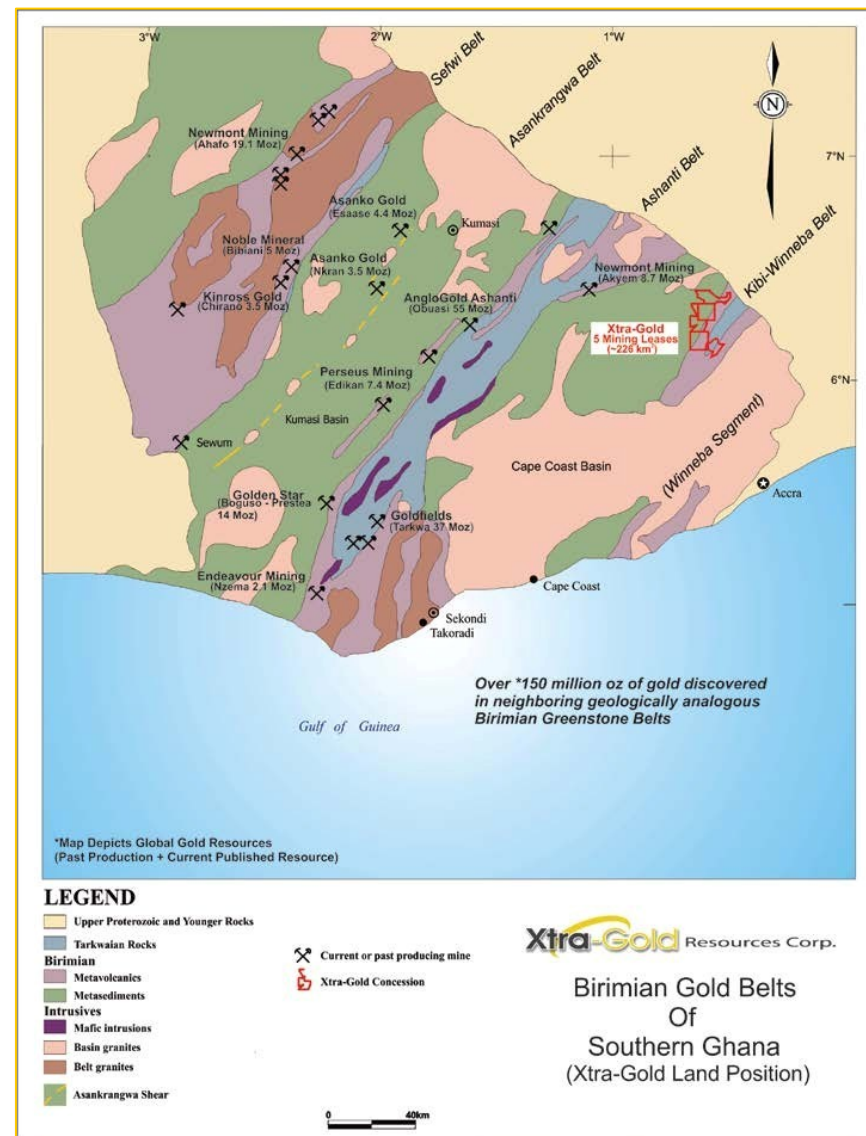 3°W
2°W
1°W
Sefwi Belt
Asankrangwa Belt
Ashanti Belt
Kibi-Winneba Belt
N
7°N
6°N
Newmont Mining
(Ahafo 19.1 Moz)
Asanko Gold
(Esaase 4.4 Moz)
Kumasi
Noble Mineral
(Bibiani 5 Moz)
Asanko Gold
(Nkran 3.5 Moz)
Newmont Mining
(Akyem 8.7 Moz)
Kinross Gold
(Chirano 3.5 Moz)
AngloGold Ashanti
(Obuasi 55 Moz)
Xtra-Gold
5 Mining Leases
(~226 km²)
Perseus Mining
(Edikan 7.4 Moz)
Kumasi Basin
Sewum
(Winneba Segment)
Cape Coast Basin
Accra
Golden Star
(Boguso - Prestea
14 Moz)
Goldfields
(Tarkwa 37 Moz)
Endeavour Mining
(Nzema 2.1 Moz)
Cape Coast
Sekondi
Takoradi
Over *150 million oz of gold discovered
in neighboring geologically analogous
Birimian Greenstone Belts
Gulf of Guinea
*Map Depicts Global Gold Resources
(Past Production + Current Published Resource)
LEGEND
Upper Proterozoic and Younger Rocks
Tarkwaian Rocks
Birimian
Metavolcanics
Metasediments
Intrusives
Mafic intrusions
Basin granites
Belt granites
Asankrangwa Shear
Current or past producing mine
Xtra-Gold Concession
0 40km
Xtra-Gold Resources Corp.
Birimian Gold Belts
Of
Southern Ghana
(Xtra-Gold Land Position)